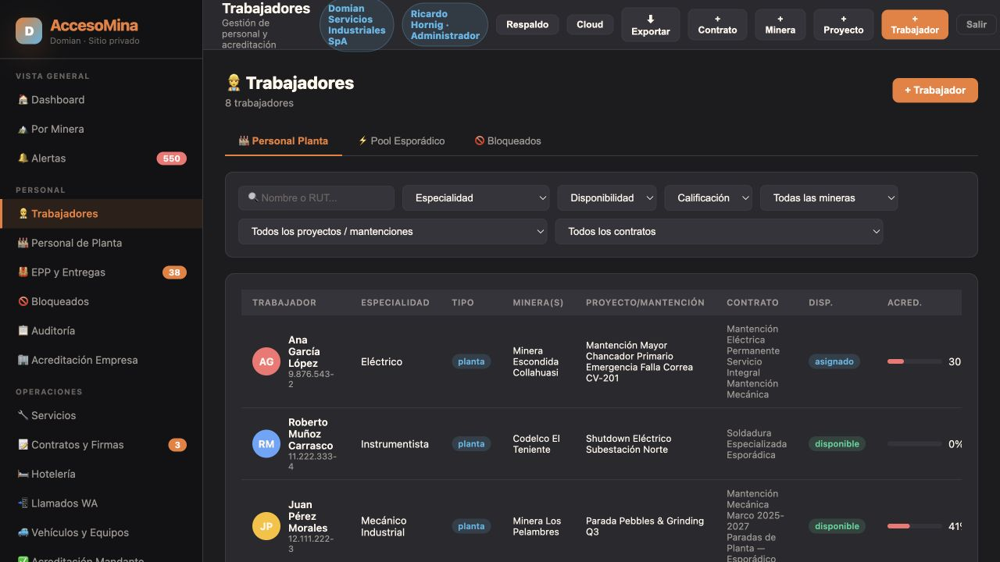 D
AccesoMina
Domian · Sitio privado
VISTA GENERAL
Dashboard
Por Minera
Alertas 550
PERSONAL
Trabajadores
Personal de Planta
EPP y Entregas 38
Bloqueados
Auditoría
Acreditación Empresa
OPERACIONES
Servicios
Contratos y Firmas 3
Hotelería
Llamados WA
Vehículos y Equipos
Acreditación Mandante
Trabajadores
Gestión de
personal y
acreditación
Domian
Servicios
Industriales
SpA
Ricardo
Hornig ·
Administrador
Respaldo
Cloud
⬇
Exportar
+
Contrato
+
Minera
+
Proyecto
+
Trabajador
Salir
Trabajadores
8 trabajadores
+ Trabajador
Personal Planta
Pool Esporádico
Bloqueados
Nombre o RUT...
Especialidad
Disponibilidad
Calificación
Todas las mineras
Todos los proyectos / mantenciones
Todos los contratos
TRABAJADOR ESPECIALIDAD TIPO MINERA(S) PROYECTO/MANTENCIÓN CONTRATO DISP. ACRED.
AG
Ana
García
López
9.876.543-
2
Eléctrico
planta
Minera
Escondida
Collahuasi
Mantención Mayor
Chancador Primario
Emergencia Falla Correa
CV-201
Mantención
Eléctrica
Permanente
Servicio
Integral
Mantención
Mecánica
asignado
30
RM
Roberto
Muñoz
Carrasco
11.222.333-
4
Instrumentista
planta
Codelco El
Teniente
Shutdown Eléctrico
Subestación Norte
Soldadura
Especializada
Esporádica
disponible
0%
JP
Juan
Pérez
Morales
12.111.222-
3
Mecánico
Industrial
planta
Minera Los
Pelambres
Parada Pebbles & Grinding
Q3
Mantención
Mecánica
Marco 2025-
2027
Paradas de
Planta —
Esporádico
disponible
41%